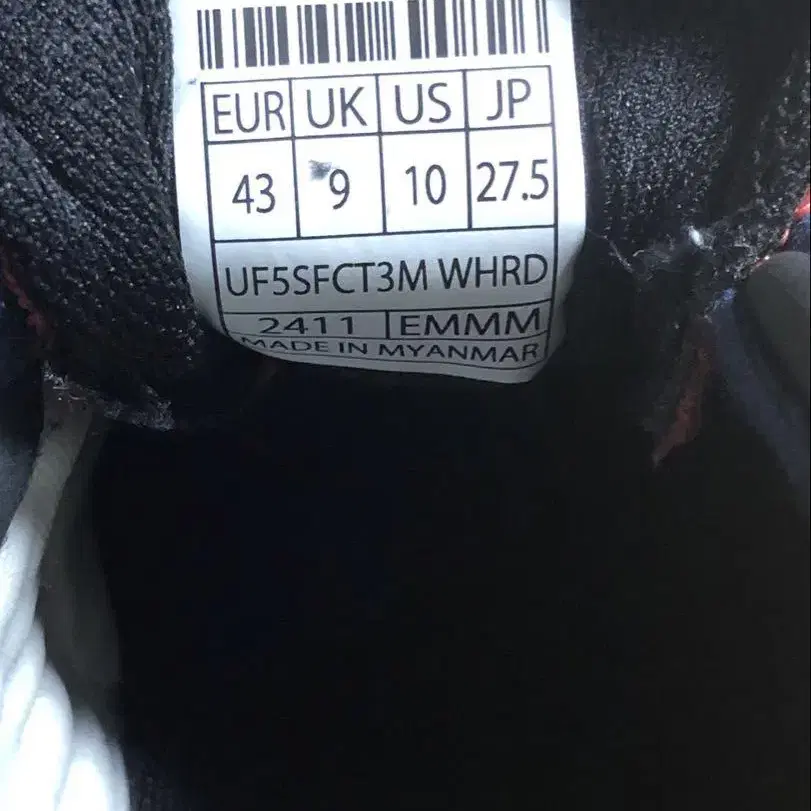 EUR UK US JP
43 9 10 27.5
UF5SFCT3M WHRD
2411 EMMM
MADE IN MYANMAR